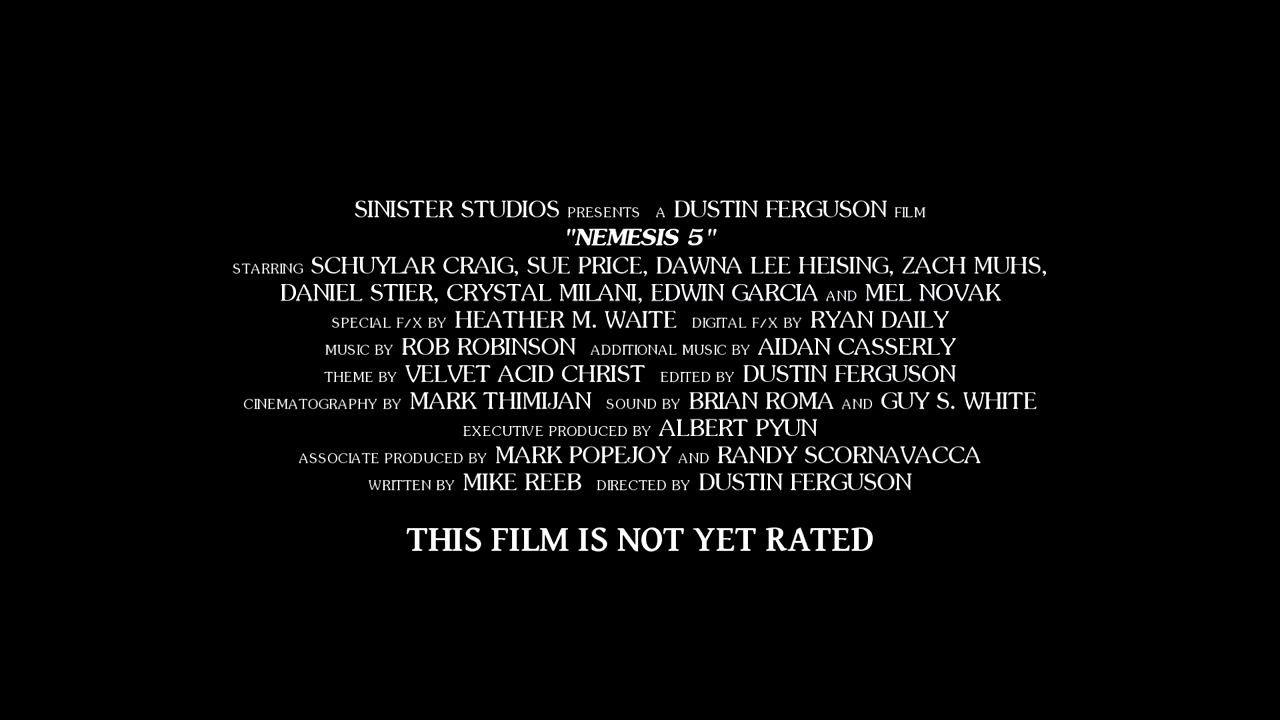 SINISTER STUDIOS PRESENTS A DUSTIN FERGUSON FILM
"NEMESIS 5"
STARRING SCHUYLAR CRAIG, SUE PRICE, DAWNA LEE HEISING, ZACH MUHS,
DANIEL STIER, CRYSTAL MILANI, EDWIN GARCIA AND MEL NOVAK
SPECIAL F/X BY HEATHER M. WAITE DIGITAL F/X BY RYAN DAILY
MUSIC BY ROB ROBINSON ADDITIONAL MUSIC BY AIDAN CASSERLY
THEME BY VELVET ACID CHRIST EDITED BY DUSTIN FERGUSON
CINEMATOGRAPHY BY MARK THIMIJAN SOUND BY BRIAN ROMA AND GUY S. WHITE
EXECUTIVE PRODUCED BY ALBERT PYUN
ASSOCIATE PRODUCED BY MARK POPEJOY AND RANDY SCORNAVACCA
WRITTEN BY MIKE REEB DIRECTED BY DUSTIN FERGUSON
THIS FILM IS NOT YET RATED